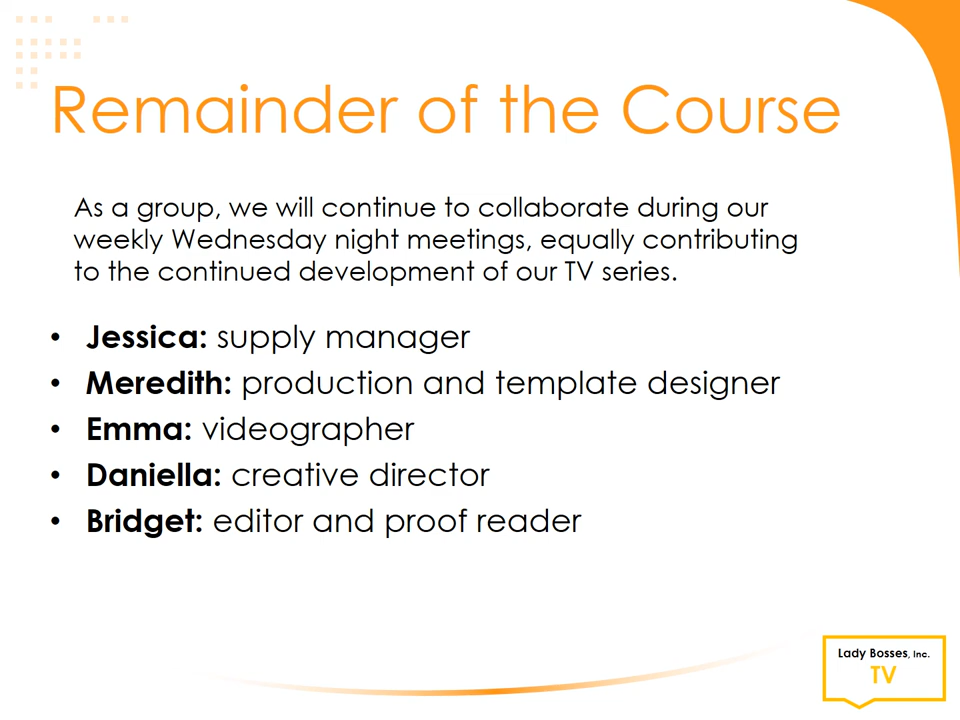 Remainder of the Course
As a group, we will continue to collaborate during our
weekly Wednesday night meetings, equally contributing
to the continued development of our TV series.
• Jessica: supply manager
• Meredith: production and template designer
• Emma: videographer
• Daniella: creative director
• Bridget: editor and proof reader
Lady Bosses, Inc.
TV